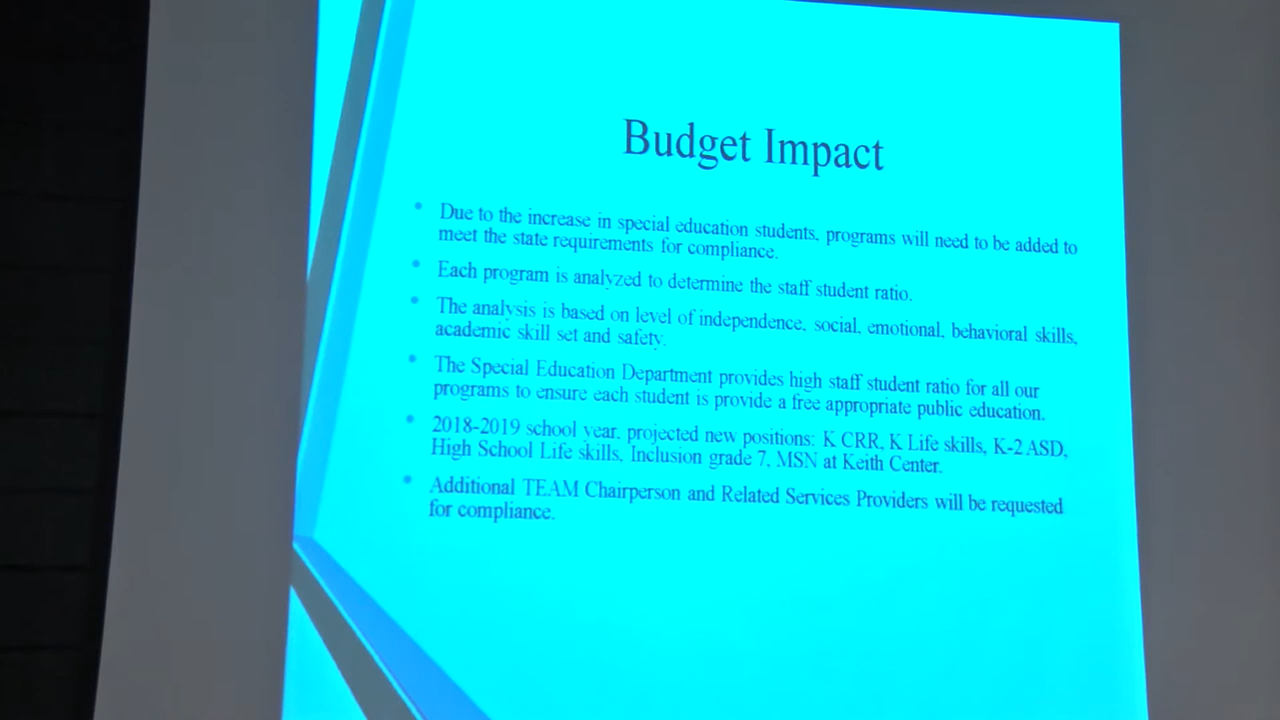 Budget Impact
• Due to the increase in special education students, programs will need to be added to
meet the state requirements for compliance.
• Each program is analyzed to determine the staff student ratio.
• The analysis is based on level of independence, social, emotional, behavioral skills,
academic skill set and safety.
• The Special Education Department provides high staff student ratio for all our
programs to ensure each student is provide a free appropriate public education.
• 2018-2019 school year, projected new positions: K CRR, K Life skills, K-2 ASD,
High School Life skills, Inclusion grade 7, MSN at Keith Center.
• Additional TEAM Chairperson and Related Services Providers will be requested
for compliance.